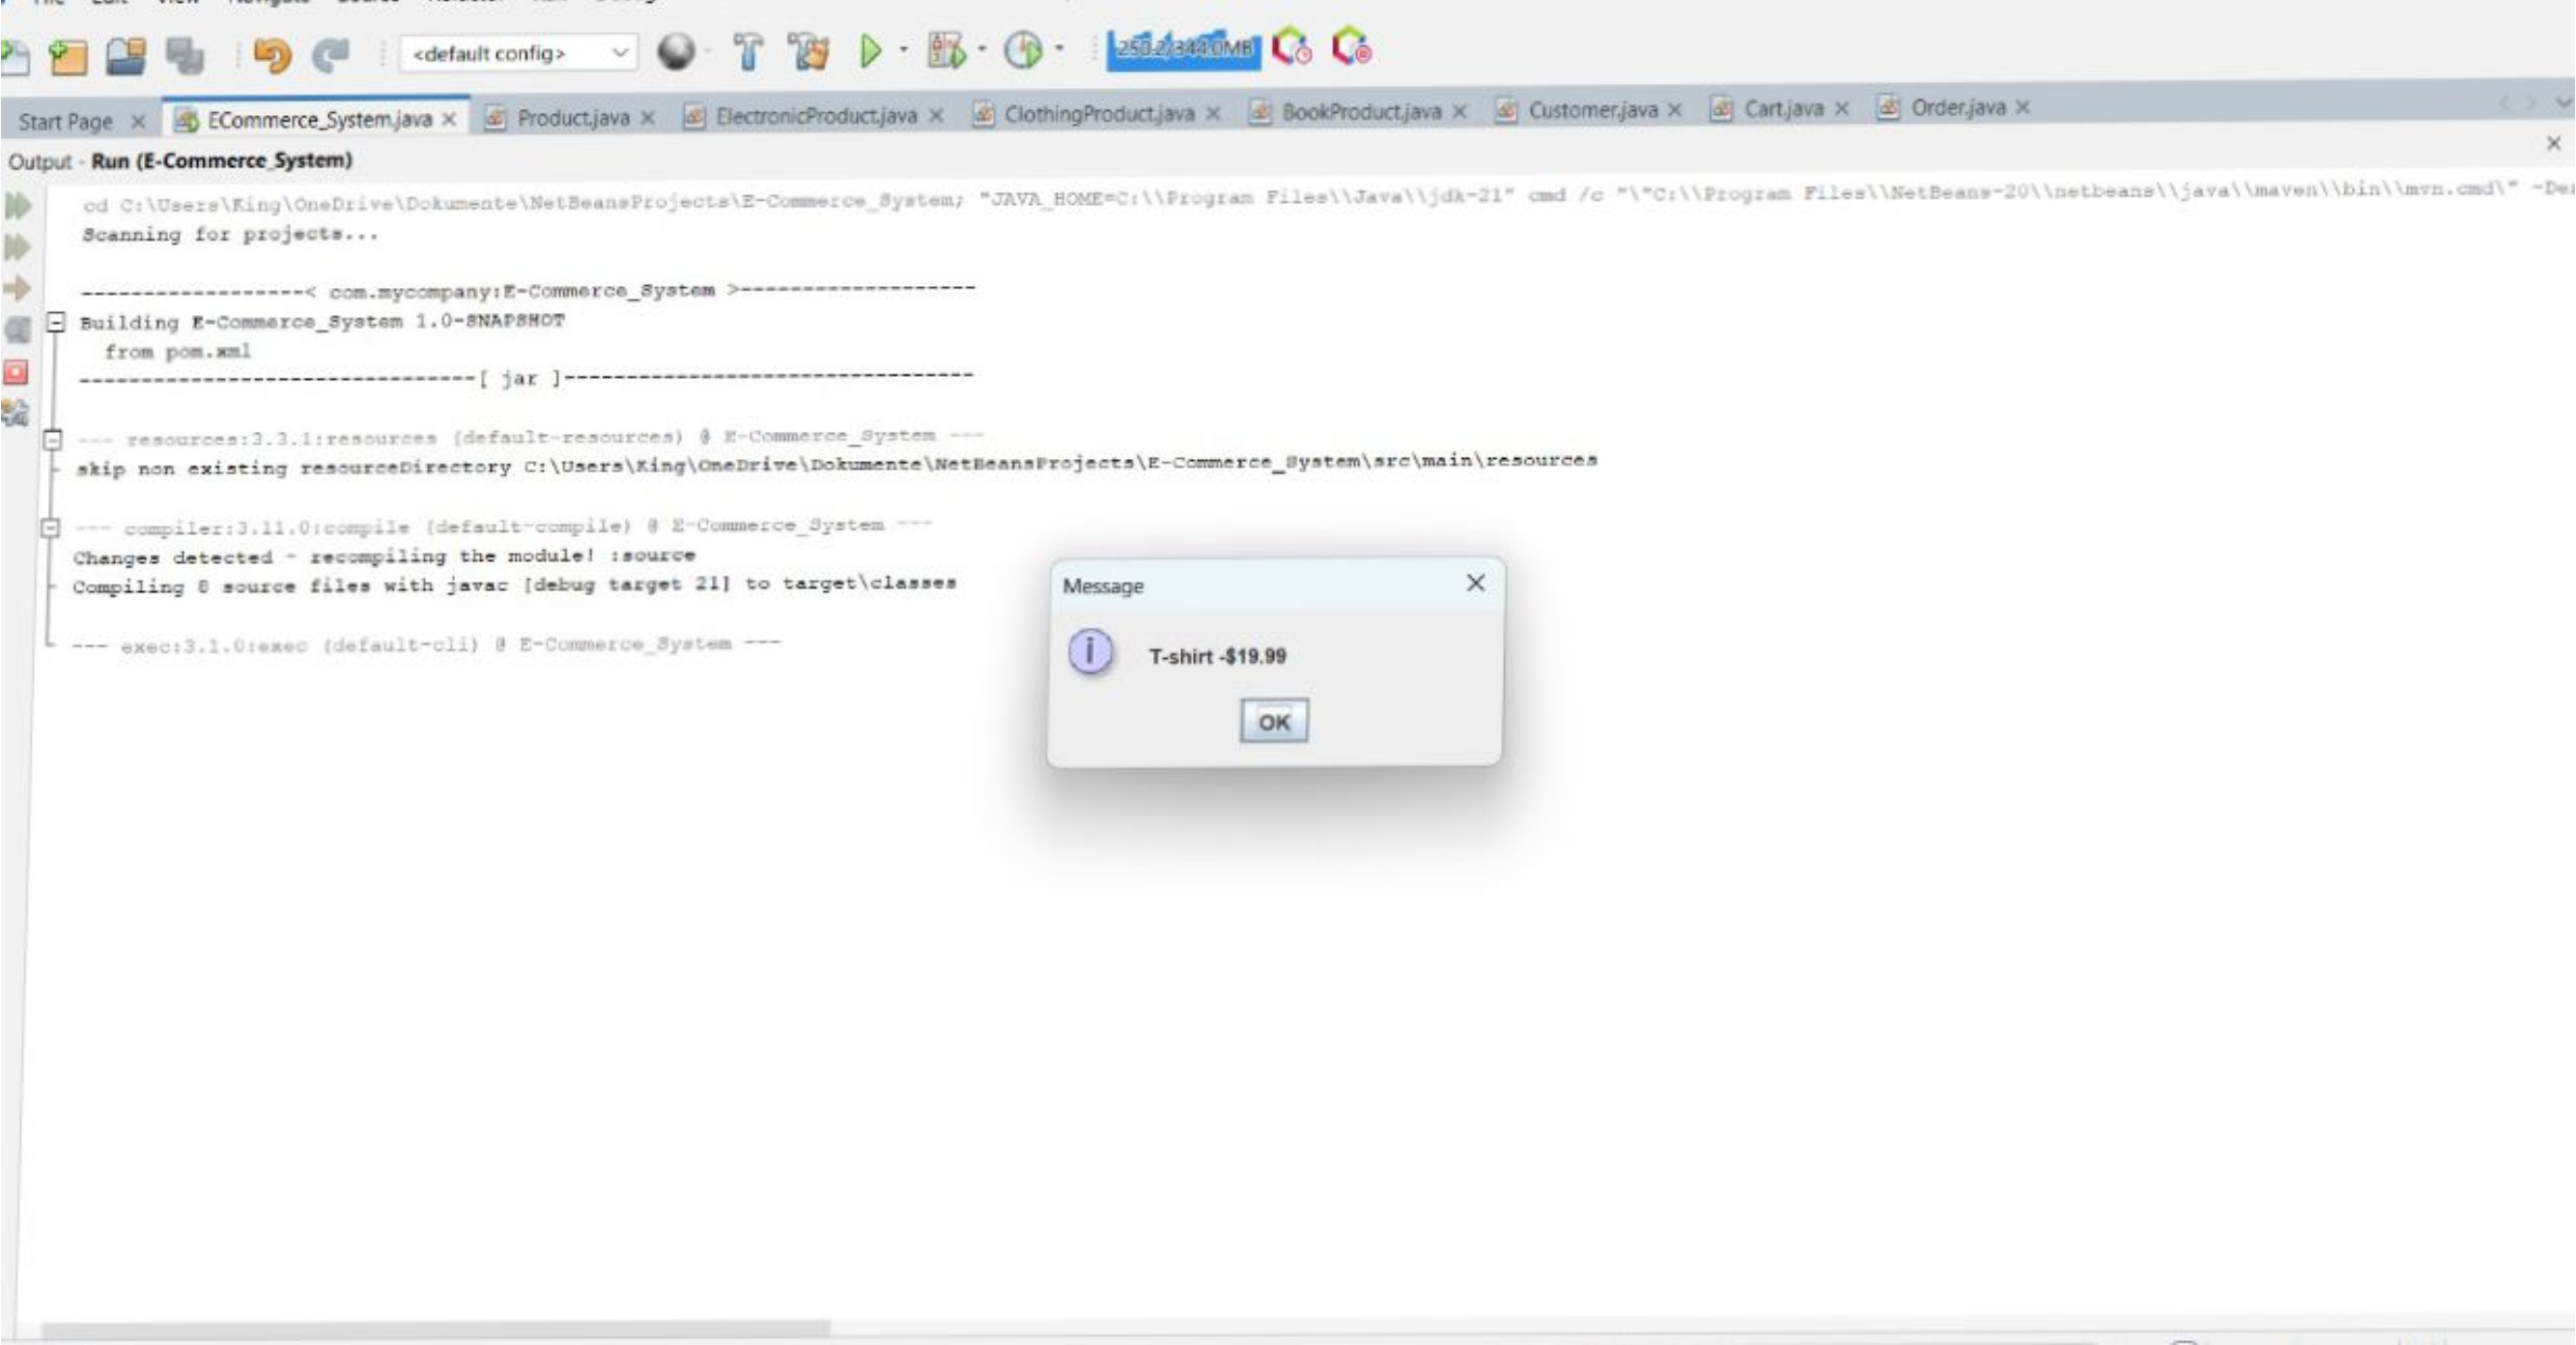 <default config>
250.2/344.0MB
Start Page
ECommerce_System.java
Product.java
ElectronicProduct.java
ClothingProduct.java
BookProduct.java
Customer.java
Cart.java
Order.java
Output - Run (E-Commerce_System)
cd C:\Users\King\OneDrive\Dokumente\NetBeansProjects\E-Commerce_System; "JAVA_HOME=C:\\Program Files\\Java\\jdk-21" cmd /c "\"C:\\Program Files\\NetBeans-20\\netbeans\\java\\maven\\bin\\mvn.cmd\"
Scanning for projects...
------------------< com.mycompany:E-Commerce_System >-------------------
Building E-Commerce_System 1.0-SNAPSHOT
from pom.xml
--------------------------------[ jar ]---------------------------------
--- resources:3.3.1:resources (default-resources) @ E-Commerce_System ---
skip non existing resourceDirectory C:\Users\King\OneDrive\Dokumente\NetBeansProjects\E-Commerce_System\src\main\resources
--- compiler:3.11.0:compile (default-compile) @ E-Commerce_System ---
Changes detected - recompiling the module! :source
Compiling 8 source files with javac [debug target 21] to target\classes
--- exec:3.1.0:exec (default-cli) @ E-Commerce_System ---
Message
T-shirt -$19.99
OK